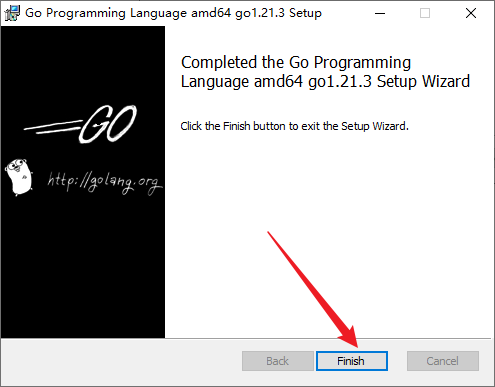 Go Programming Language amd64 go1.21.3 Setup
Completed the Go Programming
Language amd64 go1.21.3 Setup Wizard
Click the Finish button to exit the Setup Wizard.
GO
http://golang.org
Back
Finish
Cancel